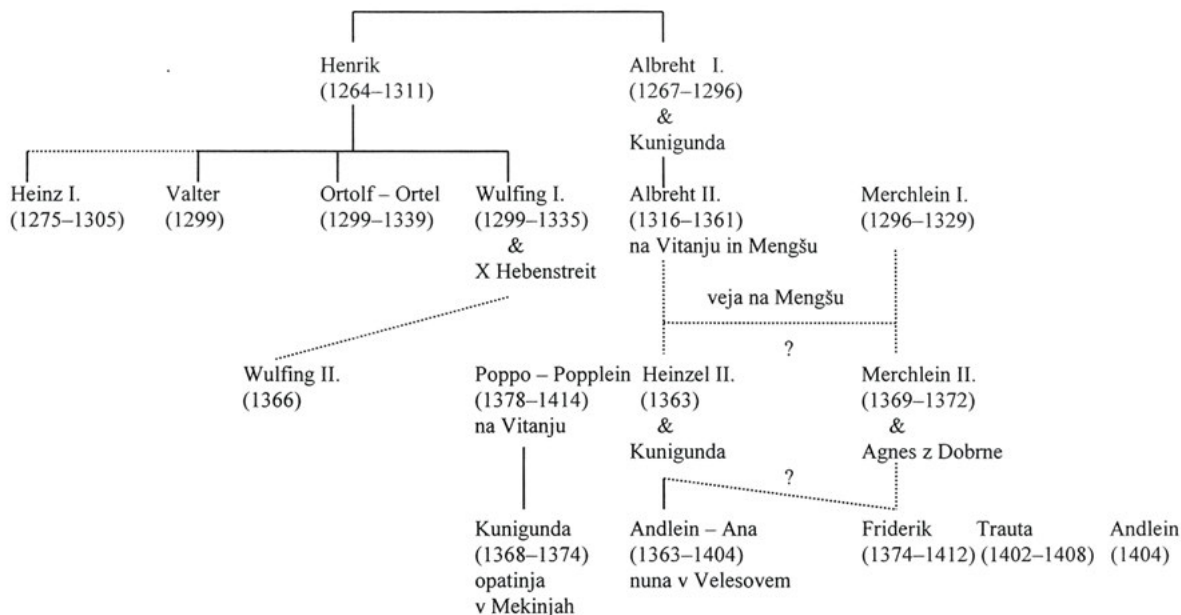 Henrik Albreht I.
(1264–1311) (1267–1296)
&
Kunigunda
Heinz I. Valter Ortolf – Ortel Wulfing I. Albreht II. Merchlein I.
(1275–1305) (1299) (1299–1339) (1299–1335) (1316–1361) (1296–1329)
& na Vitanju in Mengšu
X Hebenstreit
veja na Mengšu
?
Wulfing II. Poppo – Popplein Heinzel II. Merchlein II.
(1366) (1378–1414) (1363) (1369–1372)
na Vitanju & &
Kunigunda Agnes z Dobrne
?
Kunigunda Andlein – Ana Friderik Trauta Andlein
(1368–1374) (1363–1404) (1374–1412) (1402–1408) (1404)
opatinja nuna v Velesovem
v Mekinjah